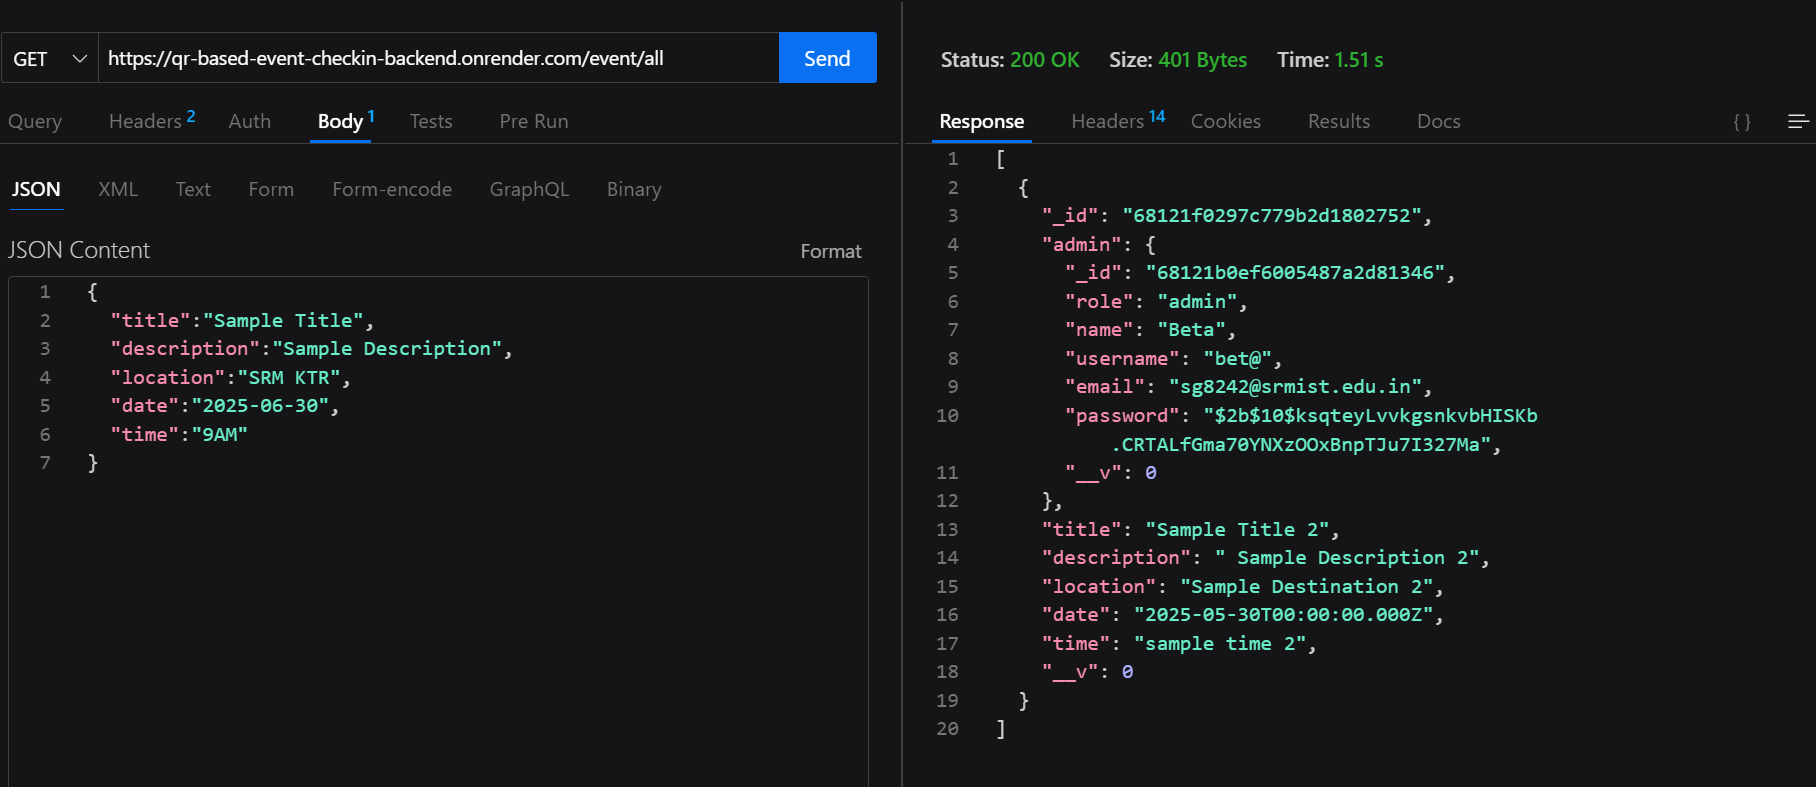 GET https://qr-based-event-checkin-backend.onrender.com/event/all Send
Query Headers 2 Auth Body 1 Tests Pre Run
JSON XML Text Form Form-encode GraphQL Binary
JSON Content Format
1 {
2 "title":"Sample Title",
3 "description":"Sample Description",
4 "location":"SRM KTR",
5 "date":"2025-06-30",
6 "time":"9AM"
7 }
Status: 200 OK Size: 401 Bytes Time: 1.51 s
Response Headers 14 Cookies Results Docs { }
1 [
2 {
3 "_id": "68121f0297c779b2d1802752",
4 "admin": {
5 "_id": "68121b0ef6005487a2d81346",
6 "role": "admin",
7 "name": "Beta",
8 "username": "bet@",
9 "email": "sg8242@srmist.edu.in",
10 "password": "$2b$10$ksqteyLvvkgsnkvbHISKb
.CRTALfGma70YNXzOOxBnpTJu7I327Ma",
11 "__v": 0
12 },
13 "title": "Sample Title 2",
14 "description": " Sample Description 2",
15 "location": "Sample Destination 2",
16 "date": "2025-05-30T00:00:00.000Z",
17 "time": "sample time 2",
18 "__v": 0
19 }
20 ]